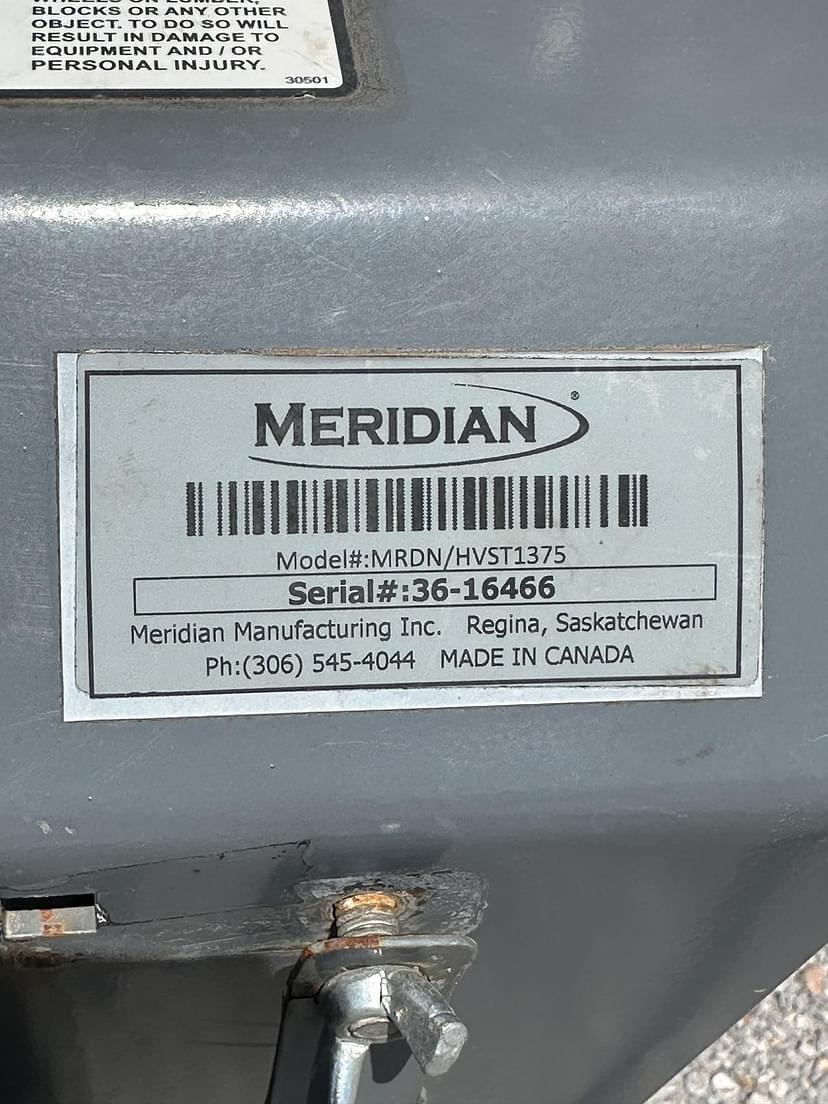 BLOCKS OR ANY OTHER
OBJECT. TO DO SO WILL
RESULT IN DAMAGE TO
EQUIPMENT AND / OR
PERSONAL INJURY.
30501
MERIDIAN®
Model#:MRDN/HVST1375
Serial#:36-16466
Meridian Manufacturing Inc. Regina, Saskatchewan
Ph:(306) 545-4044 MADE IN CANADA